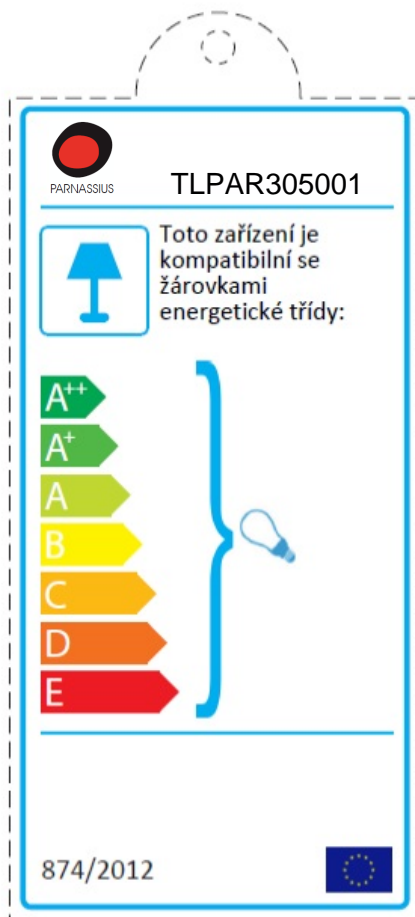 PARNASSIUS
TLPAR305001
Toto zařízení je
kompatibilní se
žárovkami
energetické třídy:
A++
A+
A
B
C
D
E
874/2012